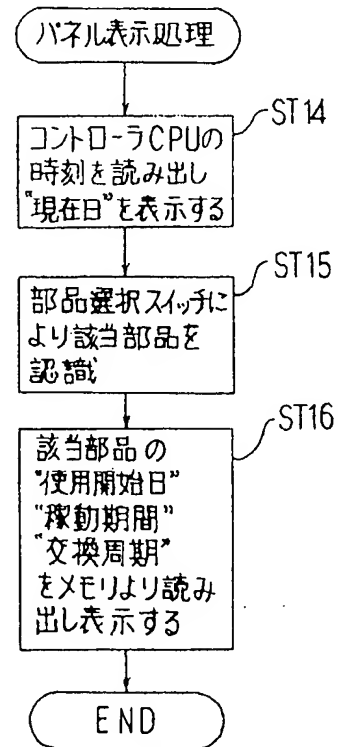 パネル表示処理
ST14
コントローラCPUの
時刻を読み出し
"現在日"を表示する
ST15
部品選択スイッチに
より該当部品を
認識
ST16
該当部品の
"使用開始日"
"稼動期間"
"交換周期"
をメモリより読み
出し表示する
END